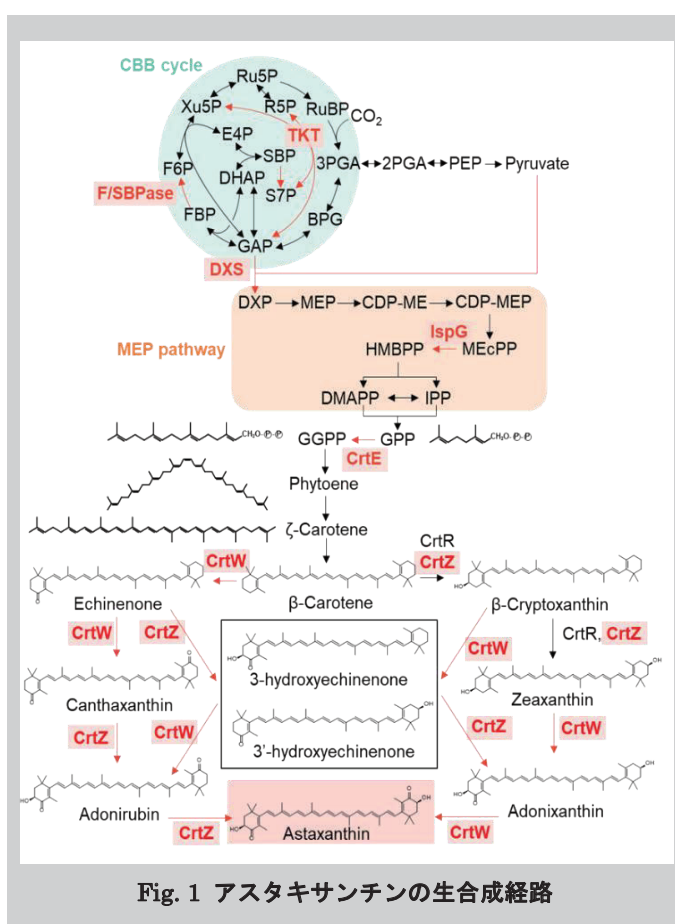 CBB cycle
Ru5P
Xu5P
R5P
RuBP
CO2
TKT
E4P
SBP
F6P
DHAP
S7P
3PGA
2PGA
PEP
Pyruvate
F/SBPase
FBP
BPG
GAP
DXS
DXP
MEP
CDP-ME
CDP-MEP
IspG
MEP pathway
HMBPP
MEcPP
DMAPP
IPP
CH2O-P-P
GGPP
GPP
CH2O-P-P
CrtE
Phytoene
ζ-Carotene
CrtR
CrtW
CrtZ
Echinenone
β-Carotene
β-Cryptoxanthin
CrtW
CrtZ
CrtW
CrtR, CrtZ
3-hydroxyechinenone
Canthaxanthin
Zeaxanthin
CrtZ
CrtW
CrtZ
CrtW
3'-hydroxyechinenone
Adonirubin
Adonixanthin
CrtZ
Astaxanthin
CrtW
HO
O
OH
Fig. 1 アスタキサンチンの生合成経路